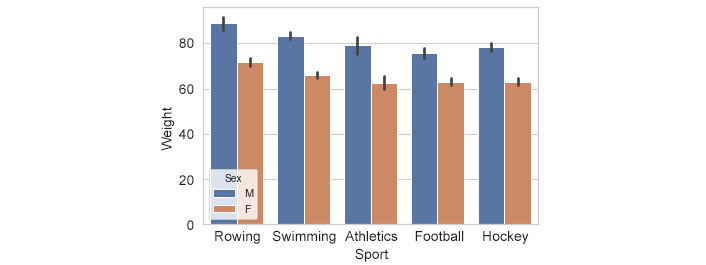 80
60
40
20
0
Weight
Sex
M
F
Rowing Swimming Athletics Football Hockey
Sport